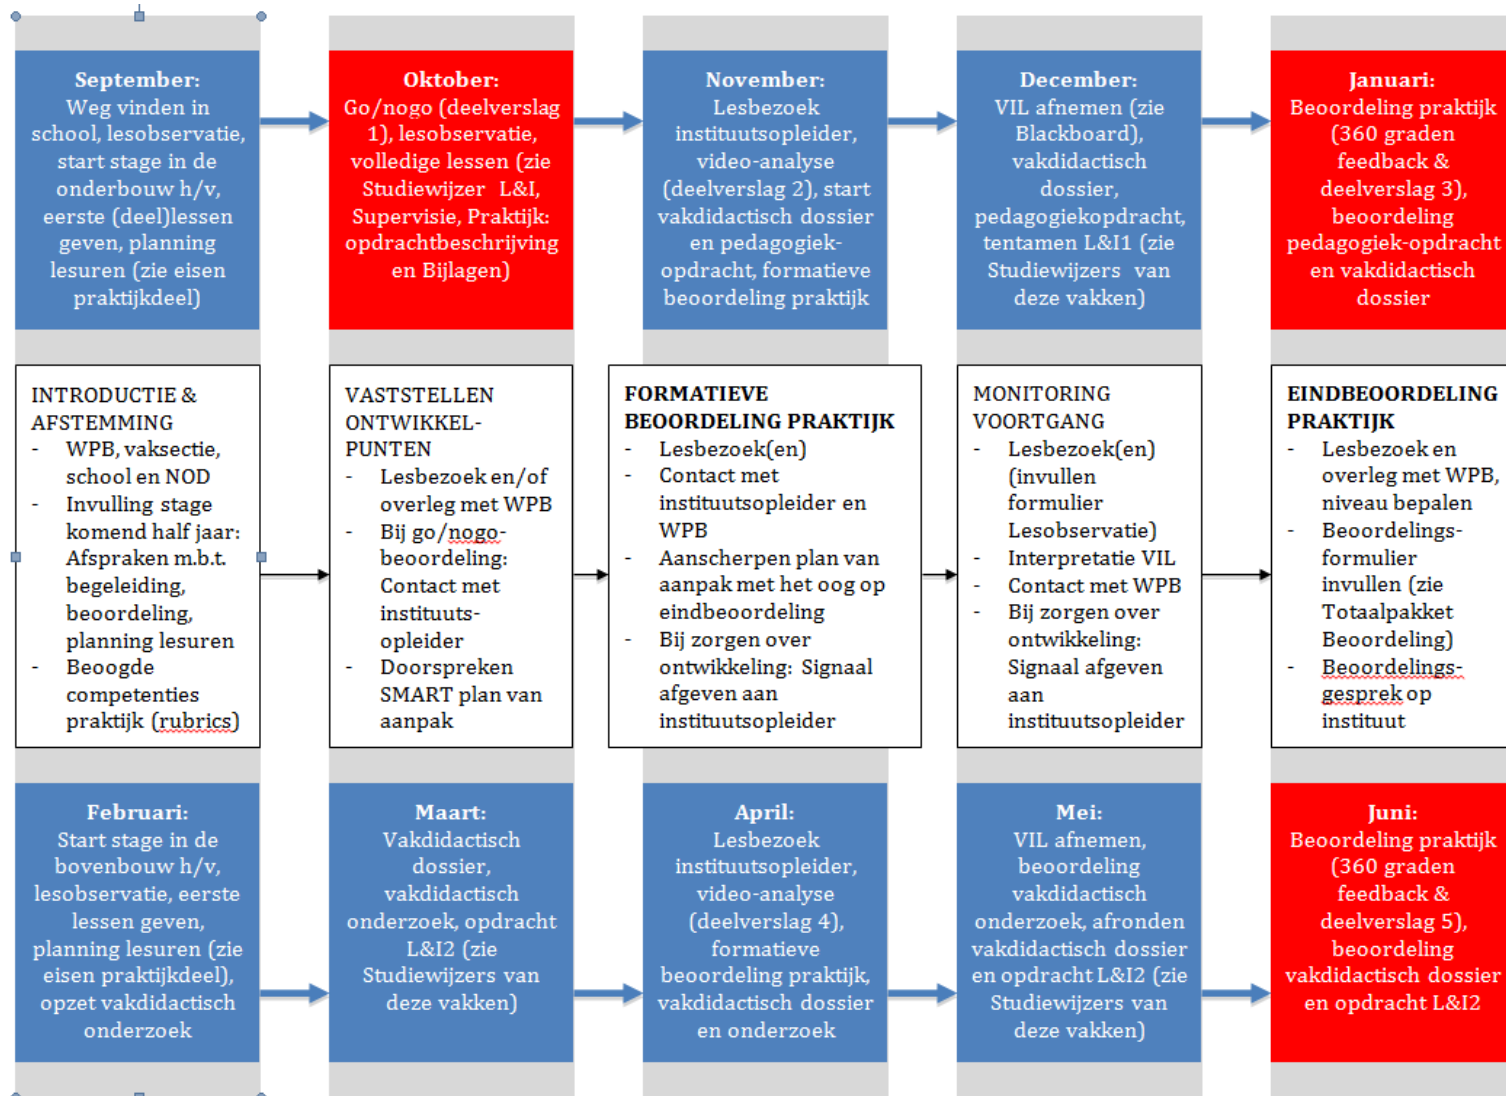 September:
Weg vinden in
school, lesobservatie,
start stage in de
onderbouw h/v,
eerste (deel)lessen
geven, planning
lesuren (zie eisen
praktijkdeel)
Oktober:
Go/nogo (deelverslag
1), lesobservatie,
volledige lessen (zie
Studiewijzer L&I,
Supervisie, Praktijk:
opdrachtbeschrijving
en Bijlagen)
November:
Lesbezoek
instituutsopleider,
video-analyse
(deelverslag 2), start
vakdidactisch dossier
en pedagogiek-
opdracht, formatieve
beoordeling praktijk
December:
VIL afnemen (zie
Blackboard),
vakdidactisch
dossier,
pedagogiekopdracht,
tentamen L&I1 (zie
Studiewijzers van
deze vakken)
Januari:
Beoordeling praktijk
(360 graden
feedback &
deelverslag 3),
beoordeling
pedagogiek-opdracht
en vakdidactisch
dossier
INTRODUCTIE &
AFSTEMMING
- WPB, vaksectie,
school en NOD
- Invulling stage
komend half jaar:
Afspraken m.b.t.
begeleiding,
beoordeling,
planning lesuren
- Beoogde
competenties
praktijk (rubrics)
VASTSTELLEN
ONTWIKKEL-
PUNTEN
- Lesbezoek en/of
overleg met WPB
- Bij go/nogo-
beoordeling:
Contact met
instituuts-
opleider
- Doorspreken
SMART plan van
aanpak
FORMATIEVE
BEOORDELING PRAKTIJK
- Lesbezoek(en)
- Contact met
instituutsopleider en
WPB
- Aanscherpen plan van
aanpak met het oog op
eindbeoordeling
- Bij zorgen over
ontwikkeling: Signaal
afgeven aan
instituutsopleider
MONITORING
VOORTGANG
- Lesbezoek(en)
(invullen
formulier
Lesobservatie)
- Interpretatie VIL
- Contact met WPB
- Bij zorgen over
ontwikkeling:
Signaal afgeven
aan
instituutsopleider
EINDBEOORDELING
PRAKTIJK
- Lesbezoek en
overleg met WPB,
niveau bepalen
- Beoordelings-
formulier
invullen (zie
Totaalpakket
Beoordeling)
- Beoordelings-
gesprek op
instituut
Februari:
Start stage in de
bovenbouw h/v,
lesobservatie, eerste
lessen geven,
planning lesuren (zie
eisen praktijkdeel),
opzet vakdidactisch
onderzoek
Maart:
Vakdidactisch
dossier,
vakdidactisch
onderzoek, opdracht
L&I2 (zie
Studiewijzers van
deze vakken)
April:
Lesbezoek
instituutsopleider,
video-analyse
(deelverslag 4),
formatieve
beoordeling praktijk,
vakdidactisch dossier
en onderzoek
Mei:
VIL afnemen,
beoordeling
vakdidactisch
onderzoek, afronden
vakdidactisch dossier
en opdracht L&I2 (zie
Studiewijzers van
deze vakken)
Juni:
Beoordeling praktijk
(360 graden
feedback &
deelverslag 5),
beoordeling
vakdidactisch dossier
en opdracht L&I2